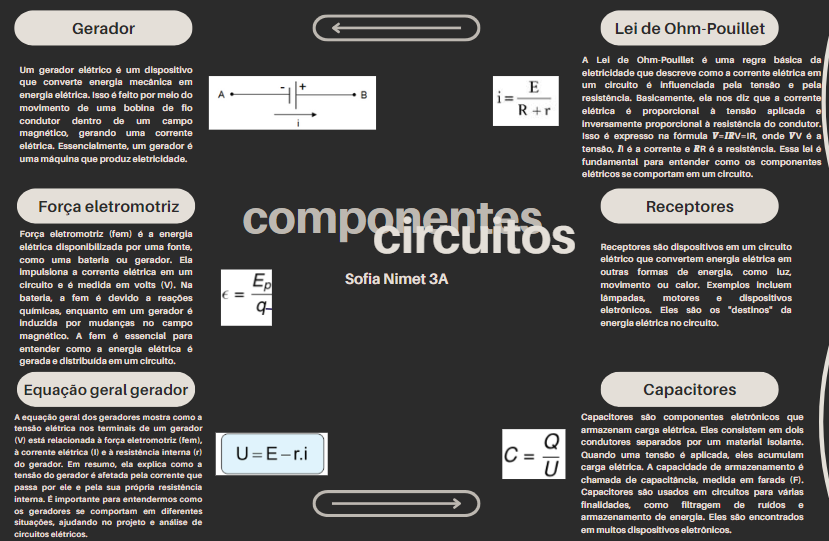 Gerador
Um gerador elétrico é um dispositivo
que converte energia mecânica em
energia elétrica. Isso é feito por meio do
movimento de uma bobina de fio
condutor dentro de um campo
magnético, gerando uma corrente
elétrica. Essencialmente, um gerador é
uma máquina que produz eletricidade.
A - + B
i
i = E / R + r
Lei de Ohm-Pouillet
A Lei de Ohm-Pouillet é uma regra básica da
eletricidade que descreve como a corrente elétrica em
um circuito é influenciada pela tensão e pela
resistência. Basicamente, ela nos diz que a corrente
elétrica é proporcional à tensão aplicada e
inversamente proporcional à resistência do condutor.
Isso é expresso na fórmula V=IRV=IR, onde VV é a
tensão, II é a corrente e RR é a resistência. Essa lei é
fundamental para entender como os componentes
elétricos se comportam em um circuito.
componentes
circuitos
Sofia Nimet 3A
Força eletromotriz
Força eletromotriz (fem) é a energia
elétrica disponibilizada por uma fonte,
como uma bateria ou gerador. Ela
impulsiona a corrente elétrica em um
circuito e é medida em volts (V). Na
bateria, a fem é devido a reações
químicas, enquanto em um gerador é
induzida por mudanças no campo
magnético. A fem é essencial para
entender como a energia elétrica é
gerada e distribuída em um circuito.
ϵ = Ep / q
Receptores
Receptores são dispositivos em um circuito
elétrico que convertem energia elétrica em
outras formas de energia, como luz,
movimento ou calor. Exemplos incluem
lâmpadas, motores e dispositivos
eletrônicos. Eles são os "destinos" da
energia elétrica no circuito.
Equação geral gerador
A equação geral dos geradores mostra como a
tensão elétrica nos terminais de um gerador
(V) está relacionada à força eletromotriz (fem),
à corrente elétrica (I) e à resistência interna (r)
do gerador. Em resumo, ela explica como a
tensão do gerador é afetada pela corrente que
passa por ele e pela sua própria resistência
interna. É importante para entendermos como
os geradores se comportam em diferentes
situações, ajudando no projeto e análise de
circuitos elétricos.
U = E - r.i
C = Q / U
Capacitores
Capacitores são componentes eletrônicos que
armazenam carga elétrica. Eles consistem em dois
condutores separados por um material isolante.
Quando uma tensão é aplicada, eles acumulam
carga elétrica. A capacidade de armazenamento é
chamada de capacitância, medida em farads (F).
Capacitores são usados em circuitos para várias
finalidades, como filtragem de ruídos e
armazenamento de energia. Eles são encontrados
em muitos dispositivos eletrônicos.